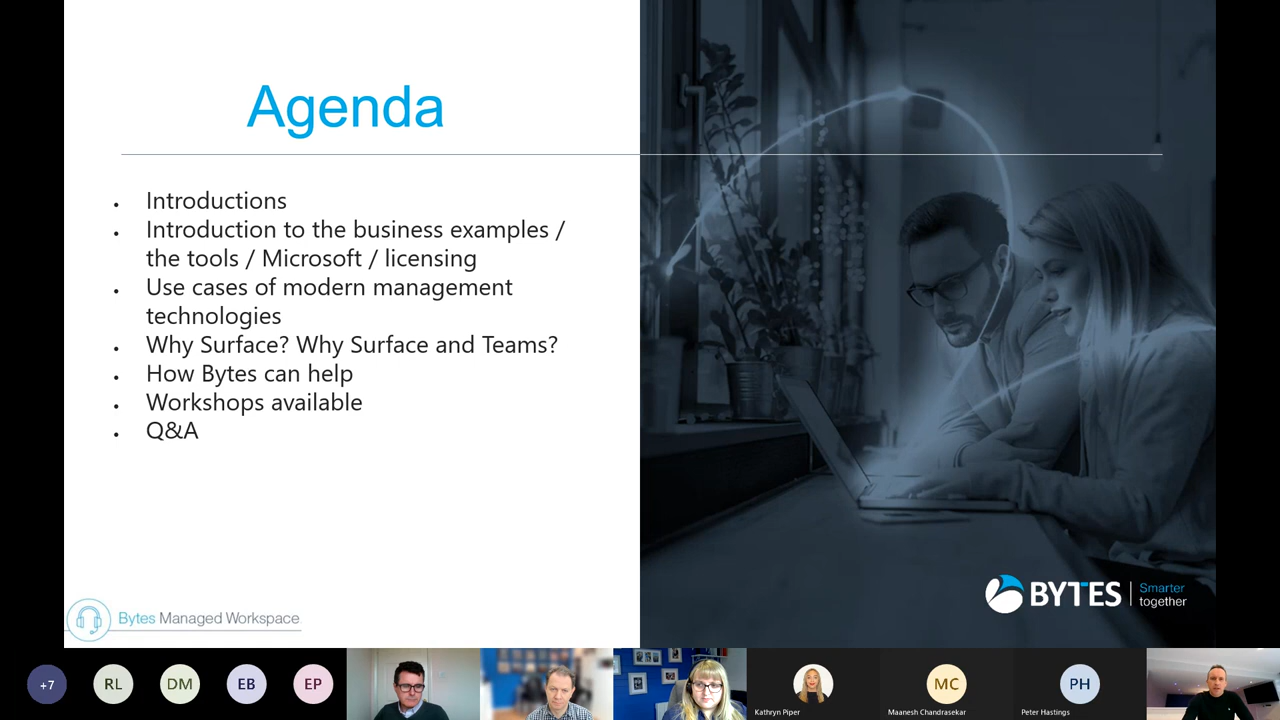 Agenda
• Introductions
• Introduction to the business examples /
the tools / Microsoft / licensing
• Use cases of modern management
technologies
• Why Surface? Why Surface and Teams?
• How Bytes can help
• Workshops available
• Q&A
BYTES
Smarter
together
Bytes Managed Workspace
+7
RL
DM
EB
EP
Kathryn Piper
MC
Maanesh Chandrasekar
PH
Peter Hastings